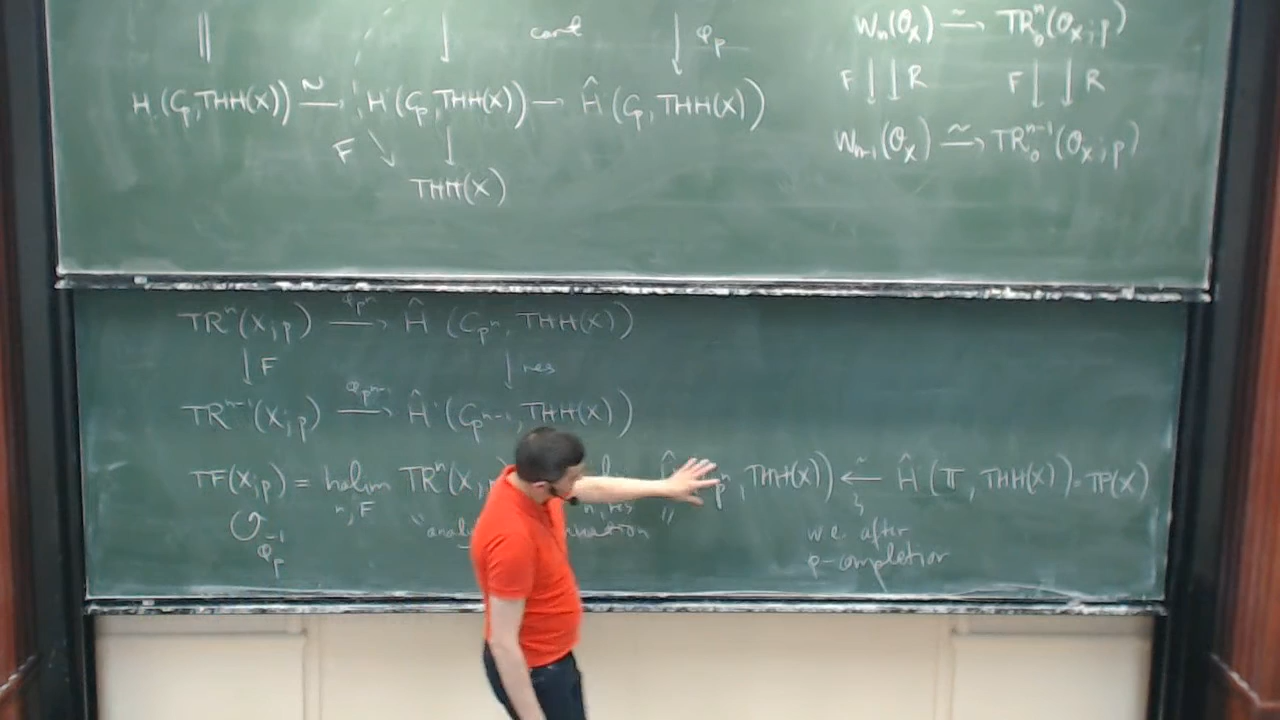 cont φ_p
H.(C_p, THH(X)) →~ H˙(C_p, THH(X)) → Ĥ˙(C_p, THH(X))
F
THH(X)
W_n(O_X) →~ TR^n_0(O_X; p)
F R F R
W_{n-1}(O_X) →~ TR^{n-1}_0(O_X; p)
TR^n(X; p) →φ_{p^n} Ĥ˙(C_{p^n}, THH(X))
F res
TR^{n-1}(X; p) →φ_{p^{n-1}} Ĥ˙(C_{p^{n-1}}, THH(X))
TF(X; p) = holim TR^n(X, p^n, THH(X)) ←~ Ĥ˙(T, THH(X)) = TP(X)
n, F n, res
φ_p^{-1}
w.e. after
p-completion